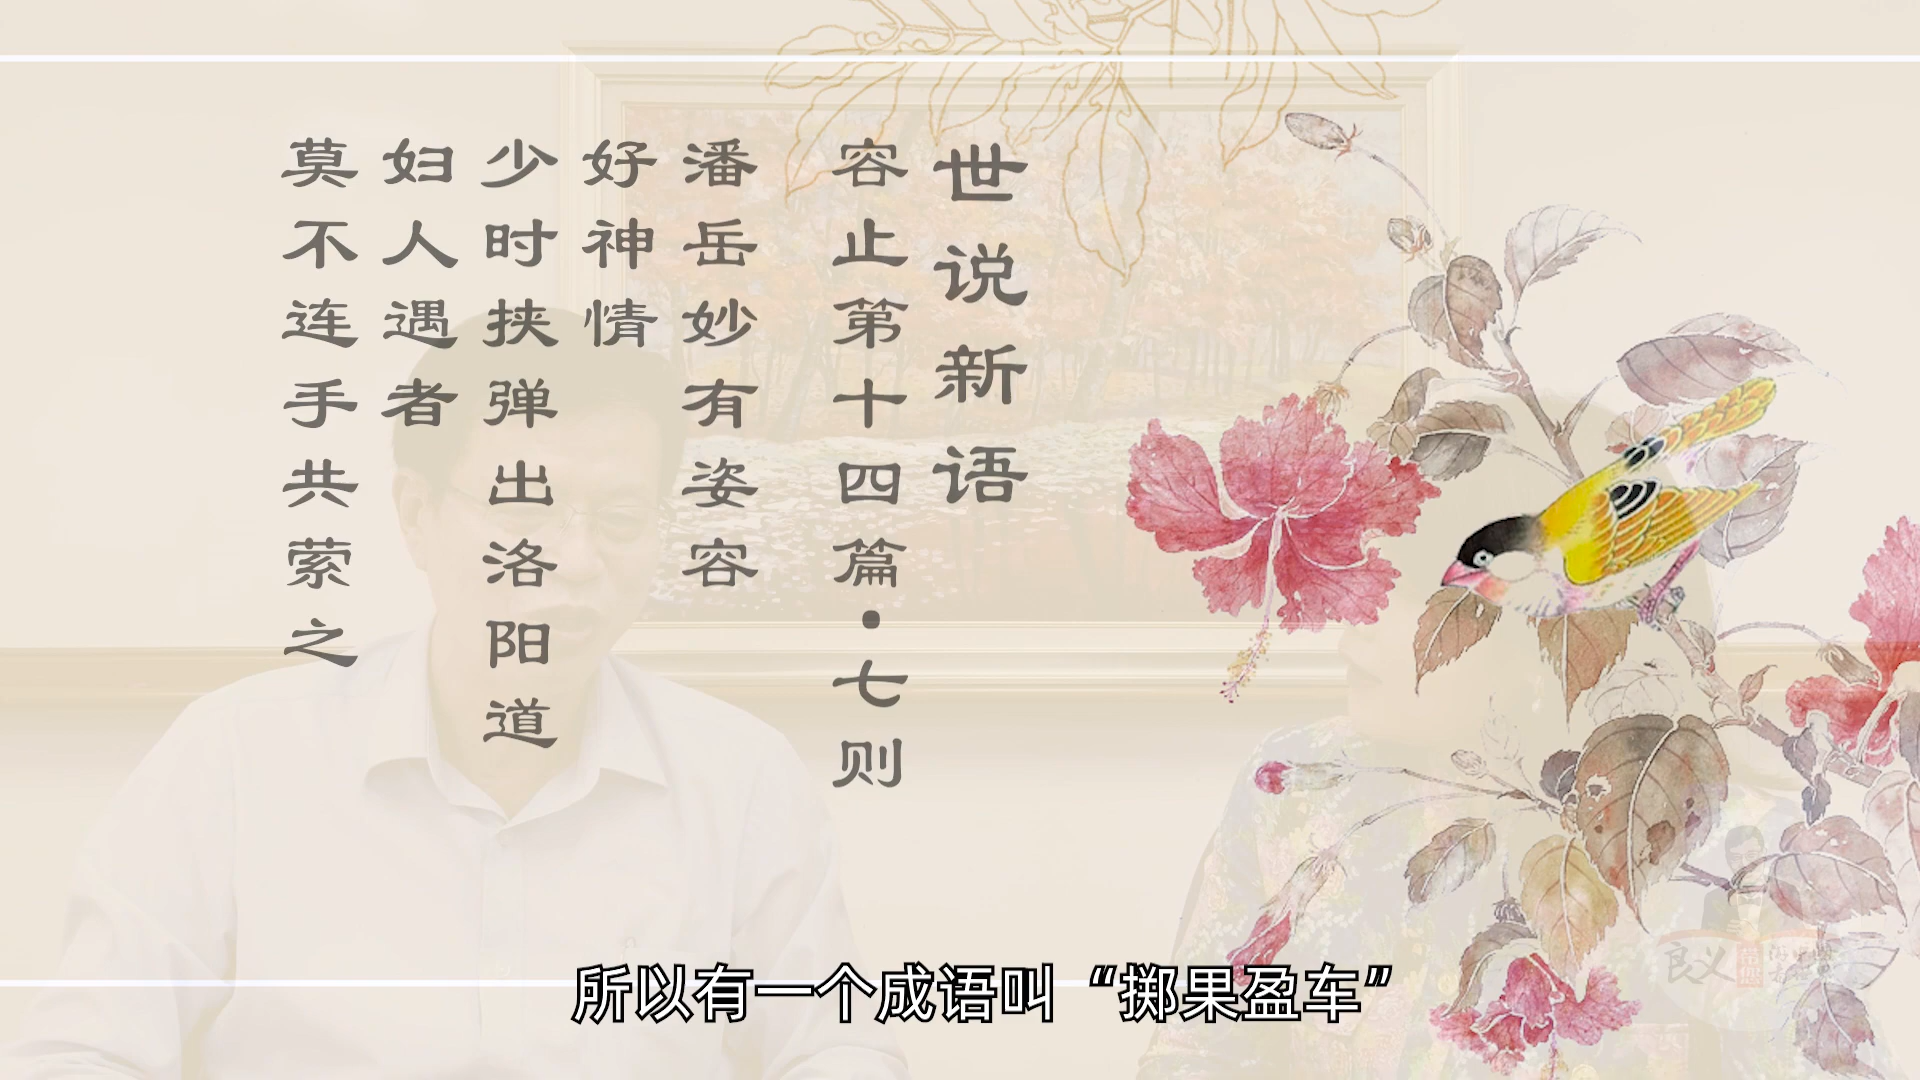 世说新语
容止第十四篇·七则
潘岳妙有姿容
好神情
少时挟弹出洛阳道
妇人遇者
莫不连手共萦之
所以有一个成语叫“掷果盈车”
良义